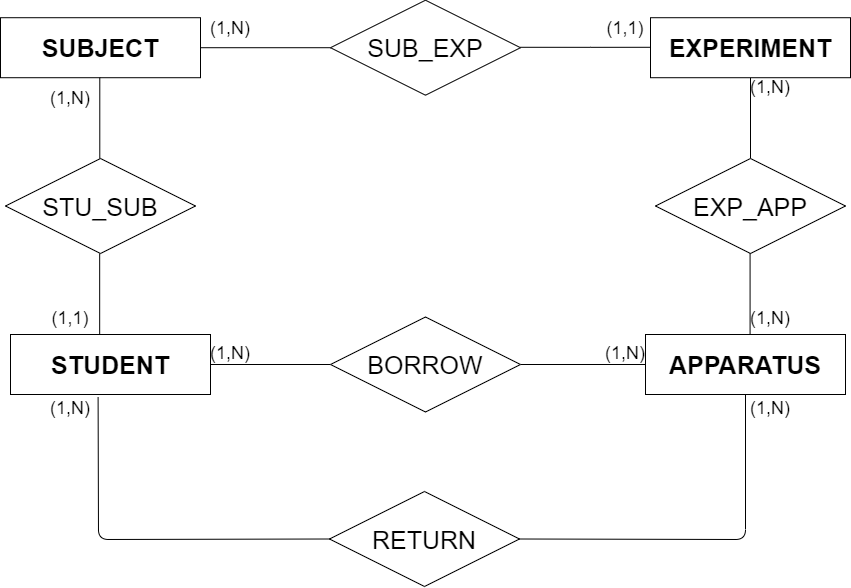 (1,N)
(1,1)
SUBJECT
SUB_EXP
EXPERIMENT
(1,N)
(1,N)
STU_SUB
EXP_APP
(1,1)
(1,N)
(1,N)
(1,N)
STUDENT
BORROW
APPARATUS
(1,N)
(1,N)
RETURN